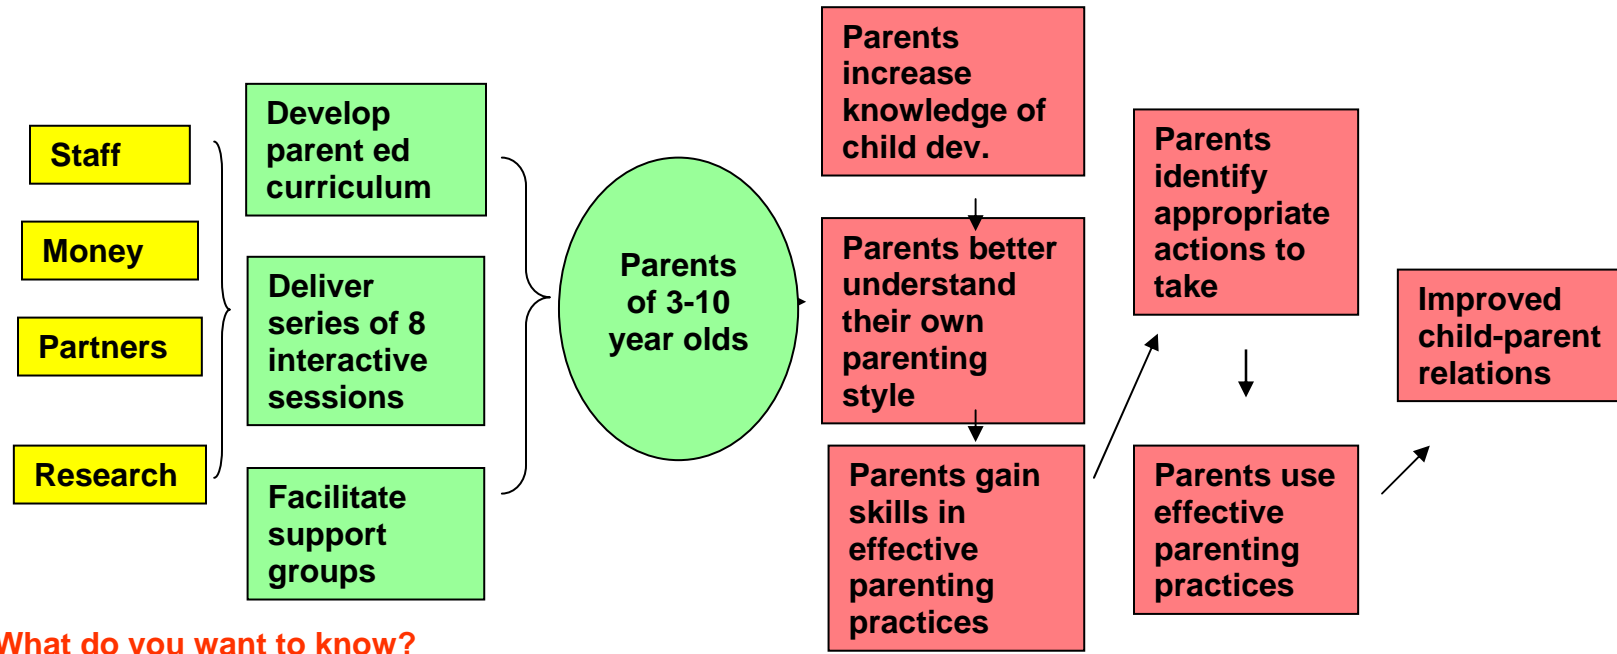 Staff
Money
Partners
Research
Develop
parent ed
curriculum
Deliver
series of 8
interactive
sessions
Facilitate
support
groups
Parents
of 3-10
year olds
Parents
increase
knowledge of
child dev.
Parents better
understand
their own
parenting
style
Parents gain
skills in
effective
parenting
practices
Parents
identify
appropriate
actions to
take
Parents use
effective
parenting
practices
Improved
child-parent
relations
What do you want to know?